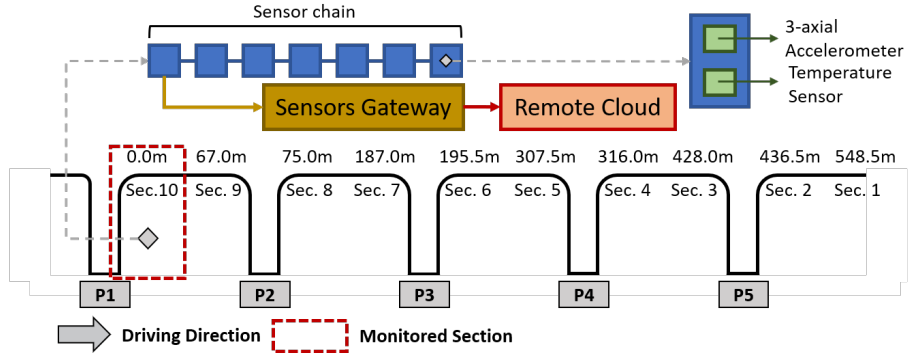 Sensor chain
3-axial
Accelerometer
Temperature
Sensor
Sensors Gateway
Remote Cloud
0.0m 67.0m 75.0m 187.0m 195.5m 307.5m 316.0m 428.0m 436.5m 548.5m
Sec.10 Sec. 9 Sec. 8 Sec. 7 Sec. 6 Sec. 5 Sec. 4 Sec. 3 Sec. 2 Sec. 1
P1 P2 P3 P4 P5
Driving Direction Monitored Section